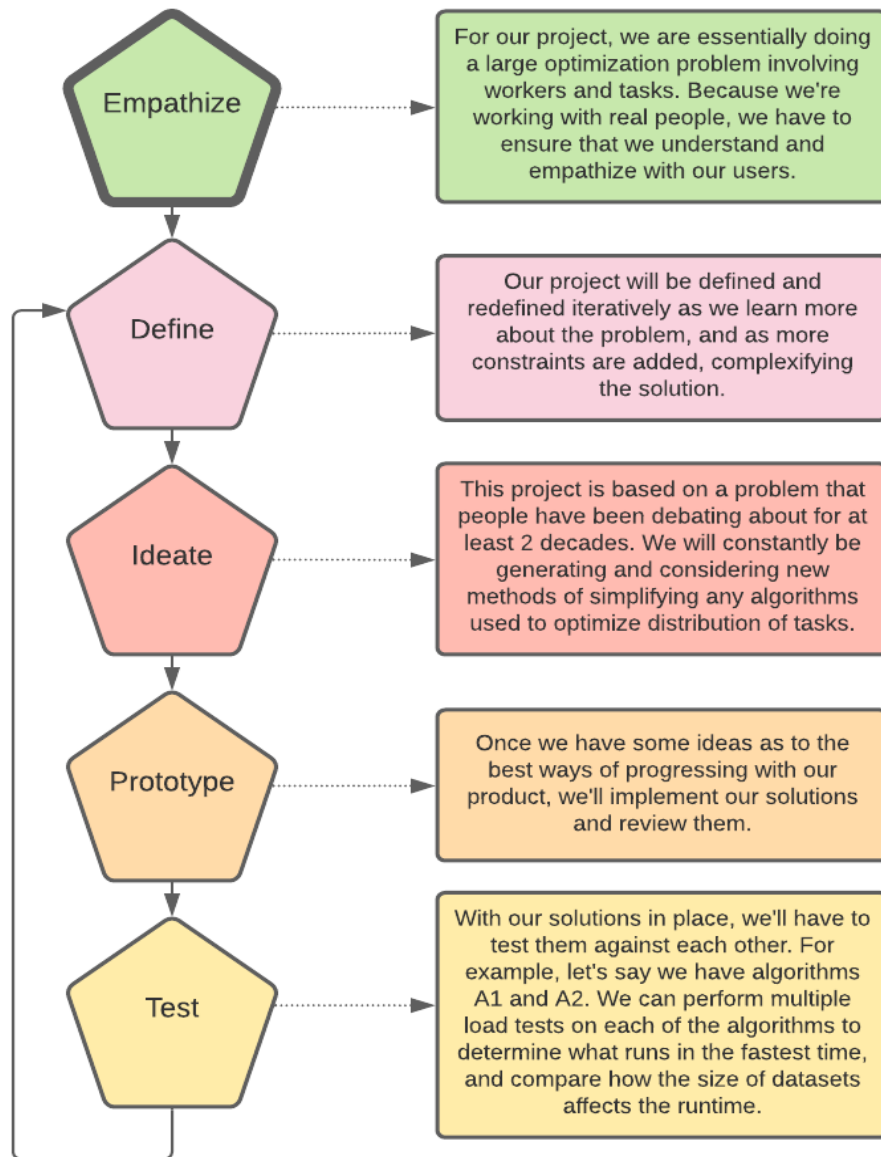 Empathize
For our project, we are essentially doing
a large optimization problem involving
workers and tasks. Because we're
working with real people, we have to
ensure that we understand and
empathize with our users.
Define
Our project will be defined and
redefined iteratively as we learn more
about the problem, and as more
constraints are added, complexifying
the solution.
Ideate
This project is based on a problem that
people have been debating about for at
least 2 decades. We will constantly be
generating and considering new
methods of simplifying any algorithms
used to optimize distribution of tasks.
Prototype
Once we have some ideas as to the
best ways of progressing with our
product, we'll implement our solutions
and review them.
Test
With our solutions in place, we'll have to
test them against each other. For
example, let's say we have algorithms
A1 and A2. We can perform multiple
load tests on each of the algorithms to
determine what runs in the fastest time,
and compare how the size of datasets
affects the runtime.